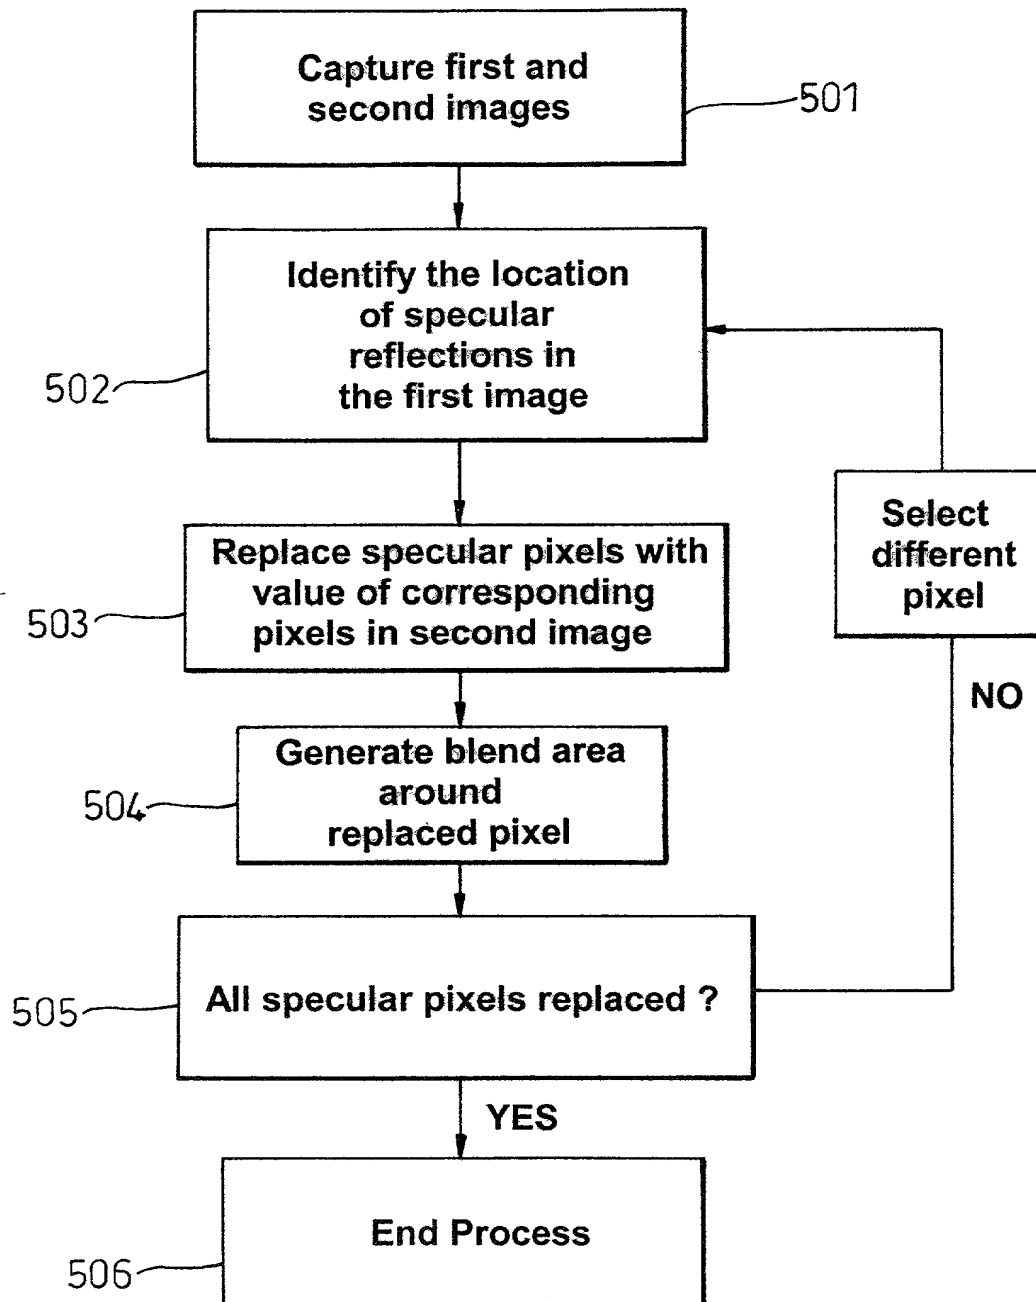 Capture first and
second images
501
Identify the location
of specular
reflections in
the first image
502
Select
different
pixel
Replace specular pixels with
value of corresponding
pixels in second image
503
NO
Generate blend area
around
replaced pixel
504
All specular pixels replaced ?
505
YES
End Process
506